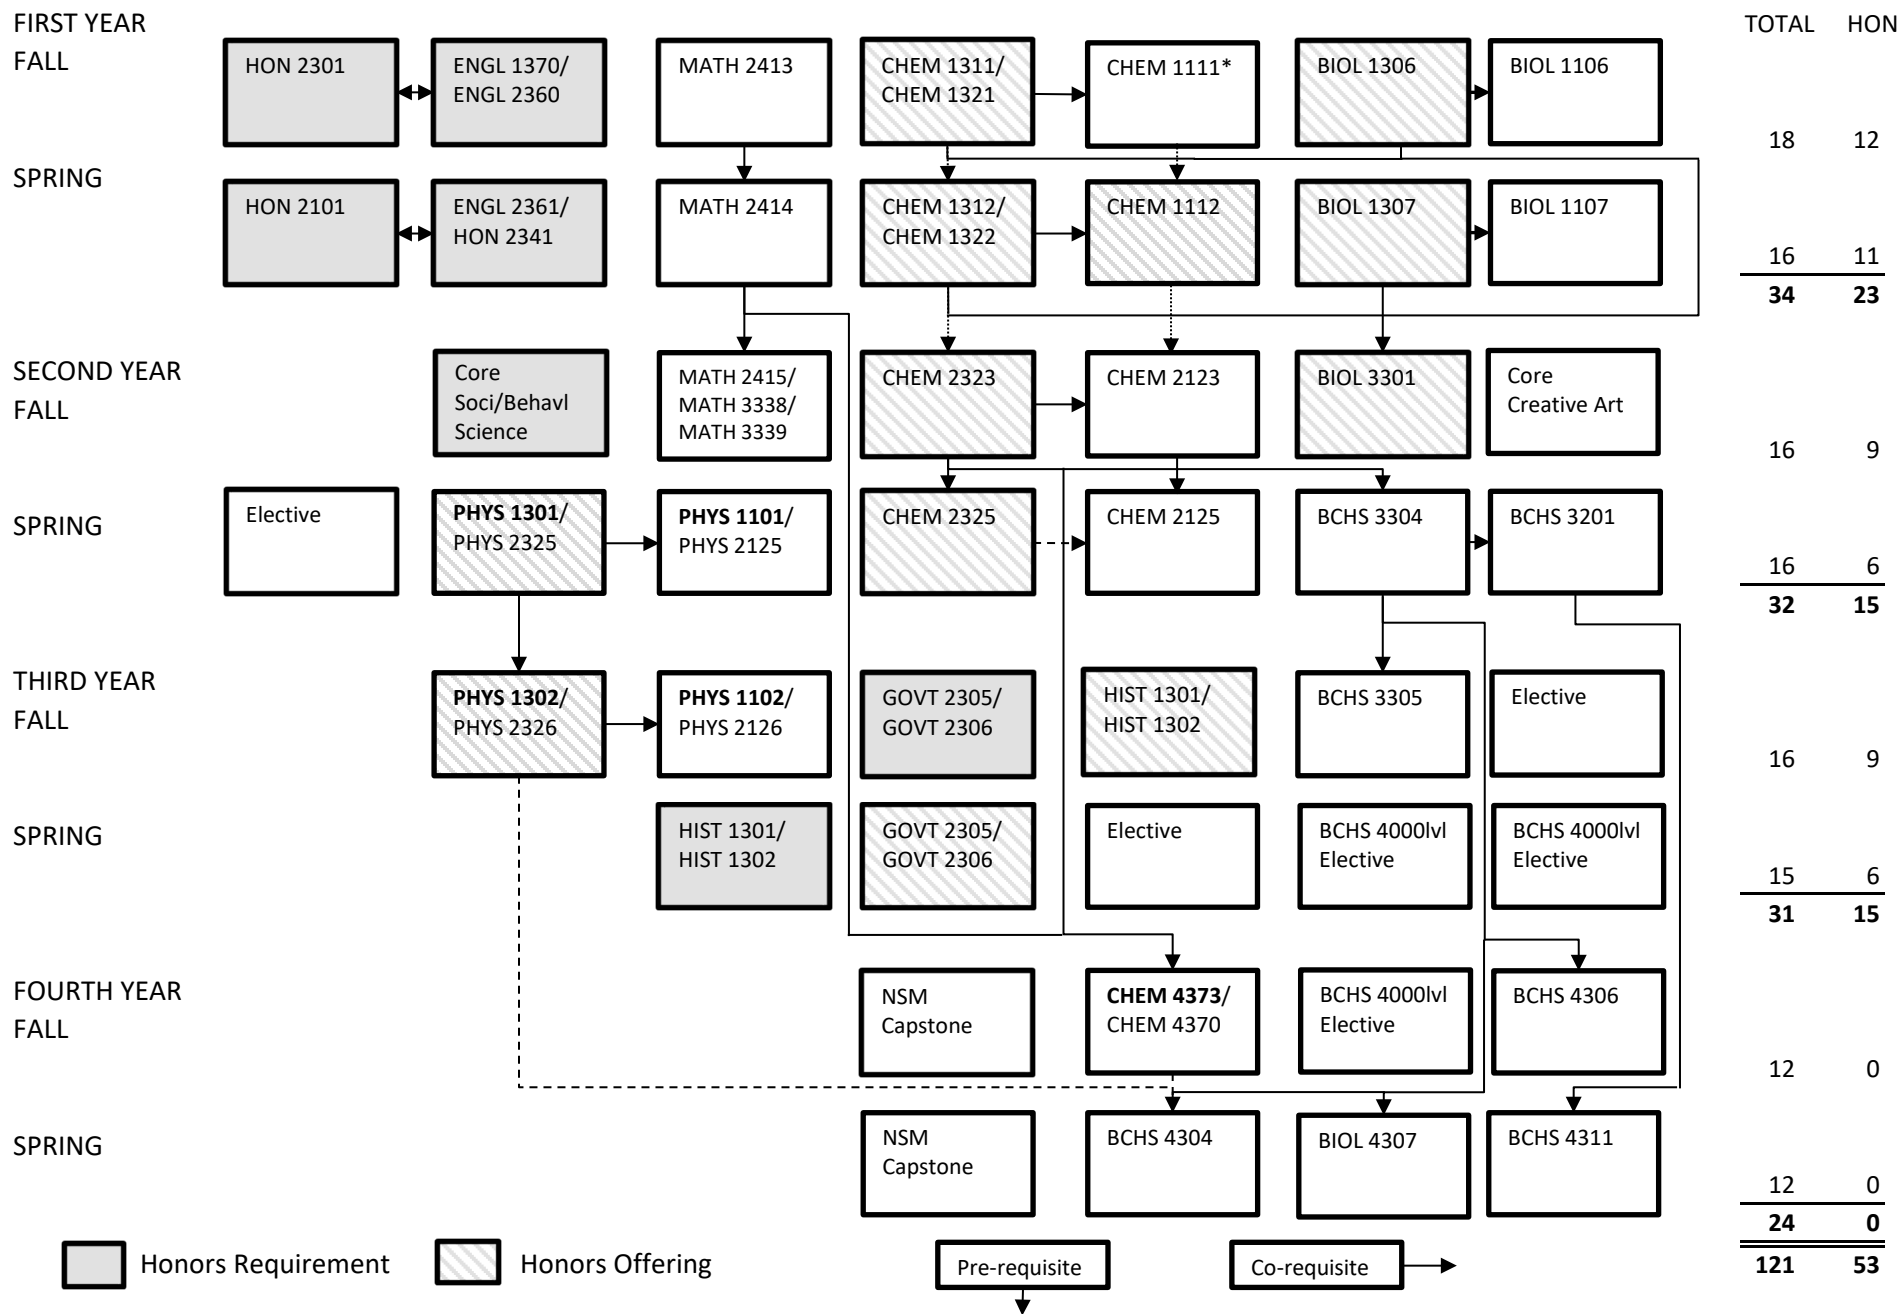 FIRST YEAR
FALL
TOTAL HON
HON 2301
ENGL 1370/
ENGL 2360
MATH 2413
CHEM 1311/
CHEM 1321
CHEM 1111*
BIOL 1306
BIOL 1106
18 12
SPRING
HON 2101
ENGL 2361/
HON 2341
MATH 2414
CHEM 1312/
CHEM 1322
CHEM 1112
BIOL 1307
BIOL 1107
16 11
34 23
SECOND YEAR
FALL
Core
Soci/Behavl
Science
MATH 2415/
MATH 3338/
MATH 3339
CHEM 2323
CHEM 2123
BIOL 3301
Core
Creative Art
16 9
SPRING
Elective
PHYS 1301/
PHYS 2325
PHYS 1101/
PHYS 2125
CHEM 2325
CHEM 2125
BCHS 3304
BCHS 3201
16 6
32 15
THIRD YEAR
FALL
PHYS 1302/
PHYS 2326
PHYS 1102/
PHYS 2126
GOVT 2305/
GOVT 2306
HIST 1301/
HIST 1302
BCHS 3305
Elective
16 9
SPRING
HIST 1301/
HIST 1302
GOVT 2305/
GOVT 2306
Elective
BCHS 4000lvl
Elective
BCHS 4000lvl
Elective
15 6
31 15
FOURTH YEAR
FALL
NSM
Capstone
CHEM 4373/
CHEM 4370
BCHS 4000lvl
Elective
BCHS 4306
12 0
SPRING
NSM
Capstone
BCHS 4304
BIOL 4307
BCHS 4311
12 0
24 0
121 53
Honors Requirement
Honors Offering
Pre-requisite
Co-requisite